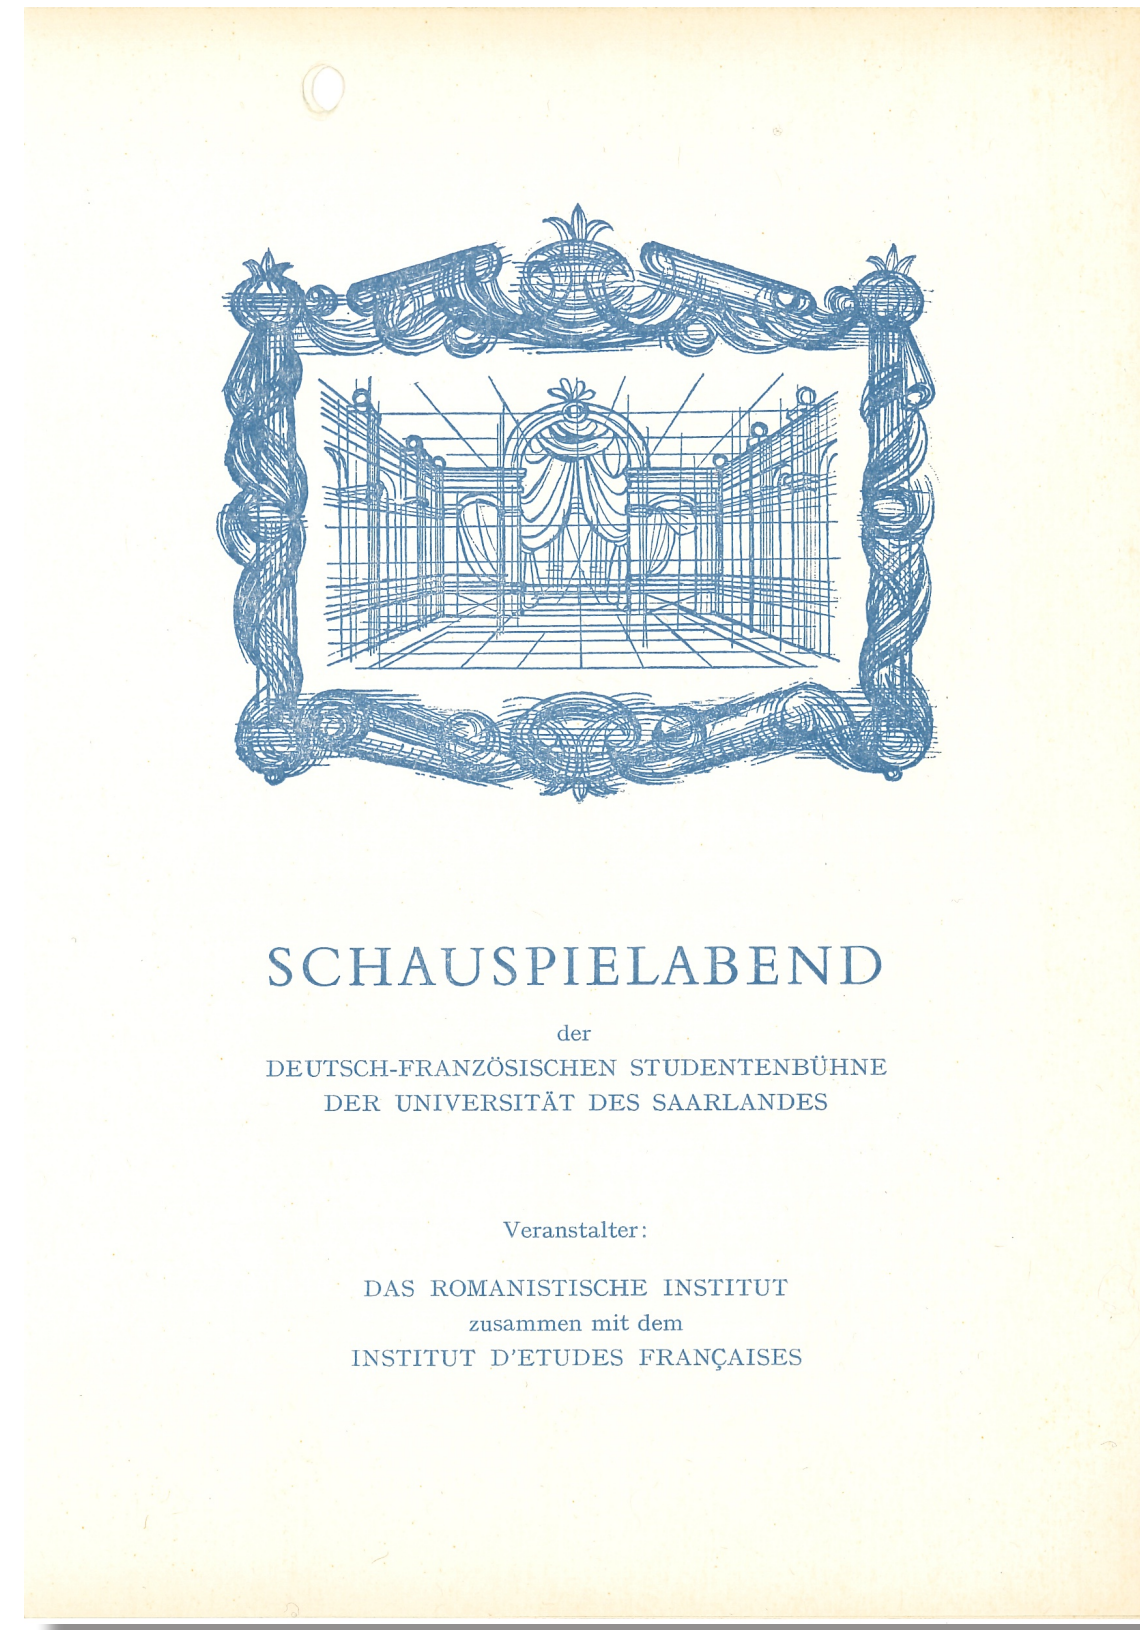 SCHAUSPIELABEND
der
DEUTSCH-FRANZÖSISCHEN STUDENTENBÜHNE
DER UNIVERSITÄT DES SAARLANDES
Veranstalter:
DAS ROMANISTISCHE INSTITUT
zusammen mit dem
INSTITUT D'ETUDES FRANÇAISES